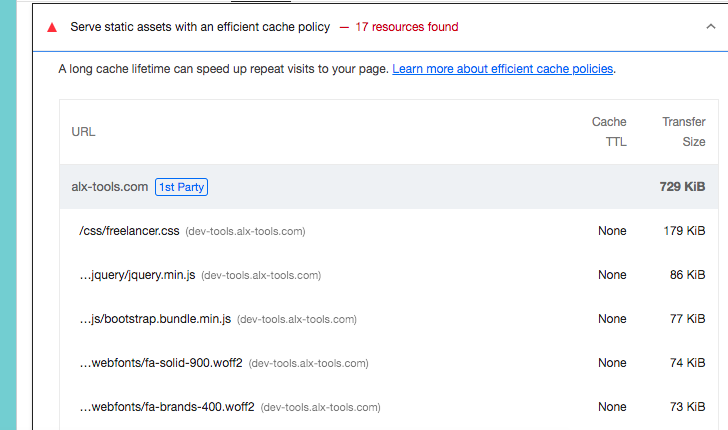 Serve static assets with an efficient cache policy — 17 resources found
A long cache lifetime can speed up repeat visits to your page. Learn more about efficient cache policies.
URL Cache TTL Transfer Size
alx-tools.com 1st Party 729 KiB
/css/freelancer.css (dev-tools.alx-tools.com) None 179 KiB
…jquery/jquery.min.js (dev-tools.alx-tools.com) None 86 KiB
…js/bootstrap.bundle.min.js (dev-tools.alx-tools.com) None 77 KiB
…webfonts/fa-solid-900.woff2 (dev-tools.alx-tools.com) None 74 KiB
…webfonts/fa-brands-400.woff2 (dev-tools.alx-tools.com) None 73 KiB